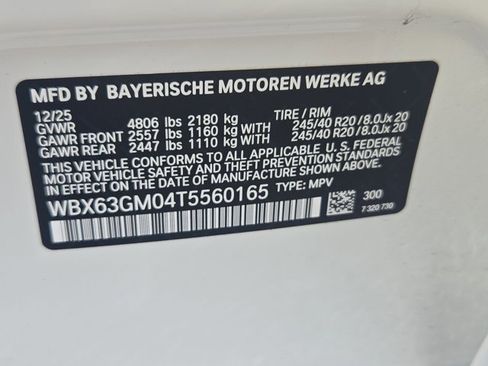 MFD BY BAYERISCHE MOTOREN WERKE AG
12/25
GVWR 4806 lbs 2180 kg TIRE / RIM
GAWR FRONT 2557 lbs 1160 kg WITH 245/40 R20 / 8.0Jx 20
GAWR REAR 2447 lbs 1110 kg WITH 245/40 R20 / 8.0Jx 20
THIS VEHICLE CONFORMS TO ALL APPLICABLE U.S. FEDERAL
MOTOR VEHICLE SAFETY AND THEFT PREVENTION STANDARDS
IN EFFECT ON THE DATE OF MANUFACTURE SHOWN ABOVE.
WBX63GM04T5560165 TYPE: MPV
300
7 320 730